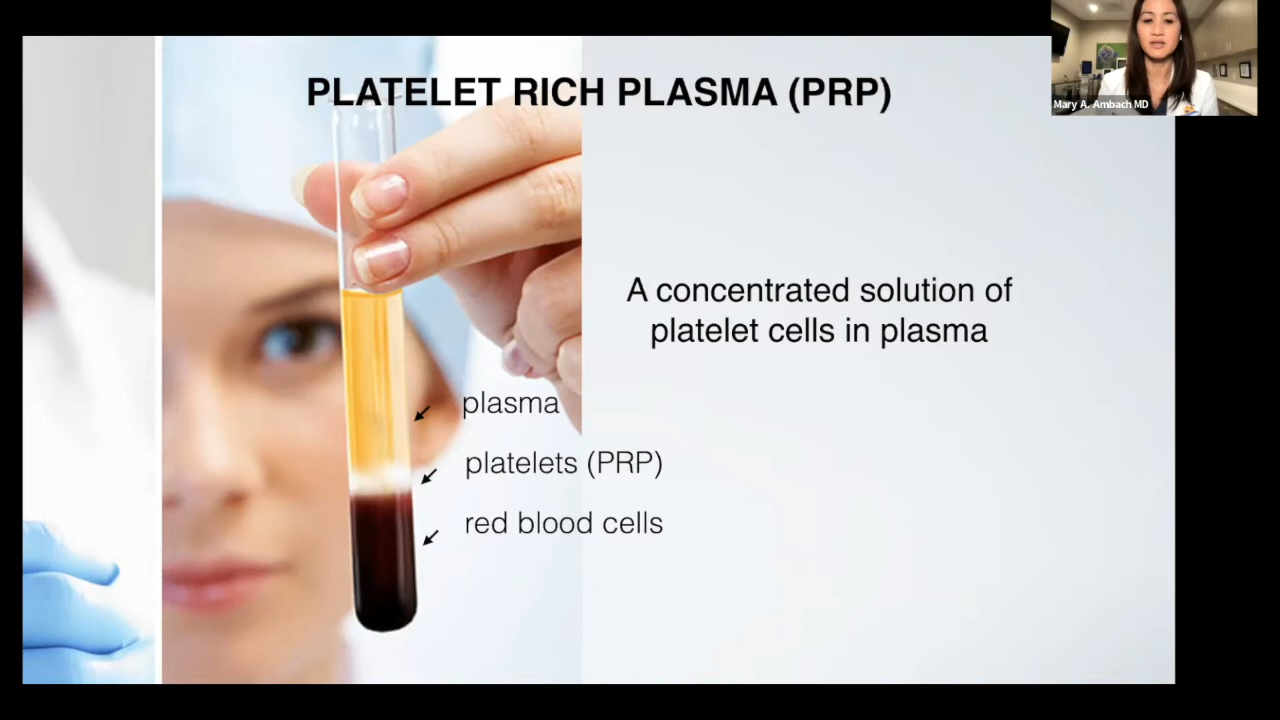 PLATELET RICH PLASMA (PRP)
Mary A. Ambach MD
A concentrated solution of
platelet cells in plasma
plasma
platelets (PRP)
red blood cells